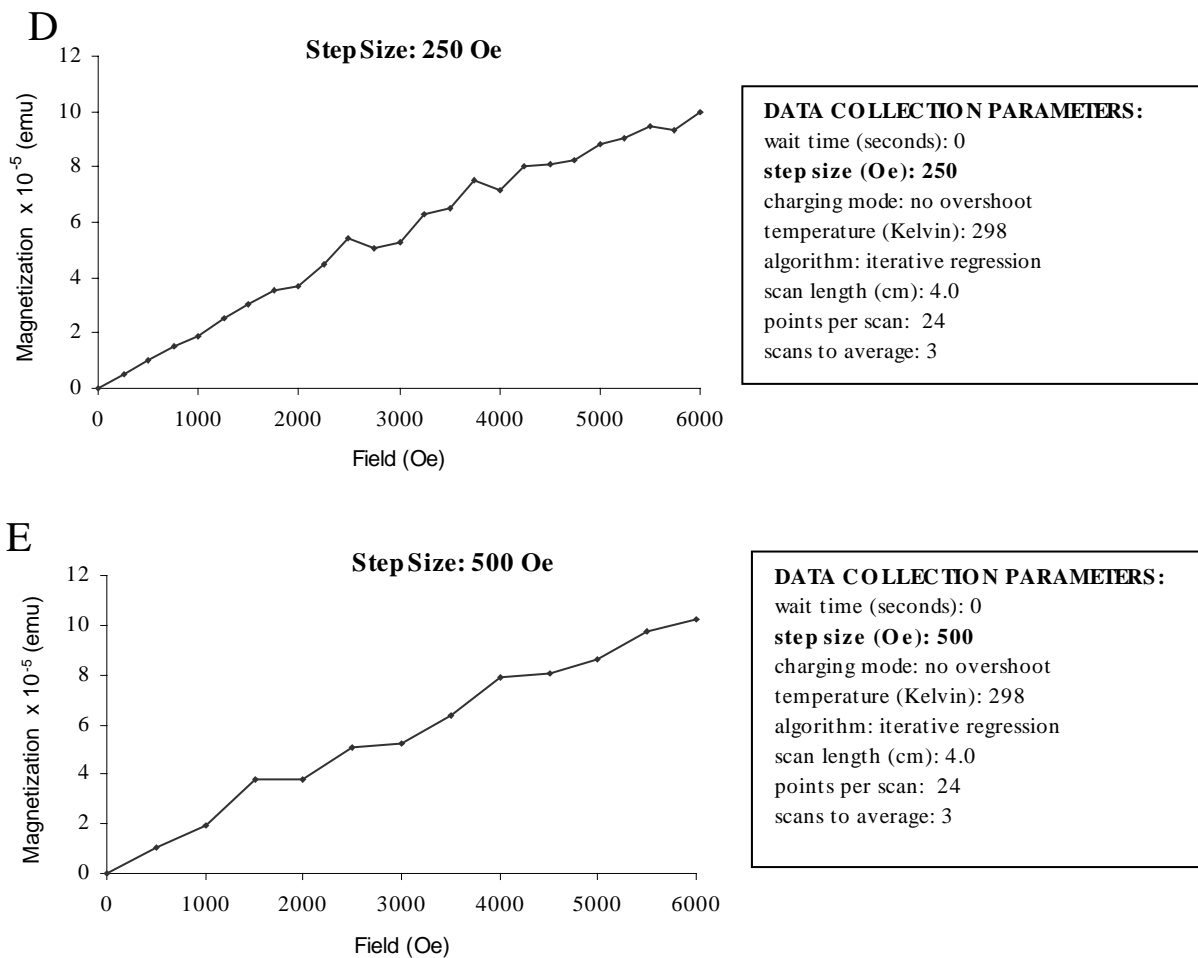 D
Step Size: 250 Oe
12
10
8
6
4
2
0
Magnetization x 10-5 (emu)
0 1000 2000 3000 4000 5000 6000
Field (Oe)
DATA COLLECTION PARAMETERS:
wait time (seconds): 0
step size (Oe): 250
charging mode: no overshoot
temperature (Kelvin): 298
algorithm: iterative regression
scan length (cm): 4.0
points per scan: 24
scans to average: 3
E
Step Size: 500 Oe
12
10
8
6
4
2
0
Magnetization x 10-5 (emu)
0 1000 2000 3000 4000 5000 6000
Field (Oe)
DATA COLLECTION PARAMETERS:
wait time (seconds): 0
step size (Oe): 500
charging mode: no overshoot
temperature (Kelvin): 298
algorithm: iterative regression
scan length (cm): 4.0
points per scan: 24
scans to average: 3